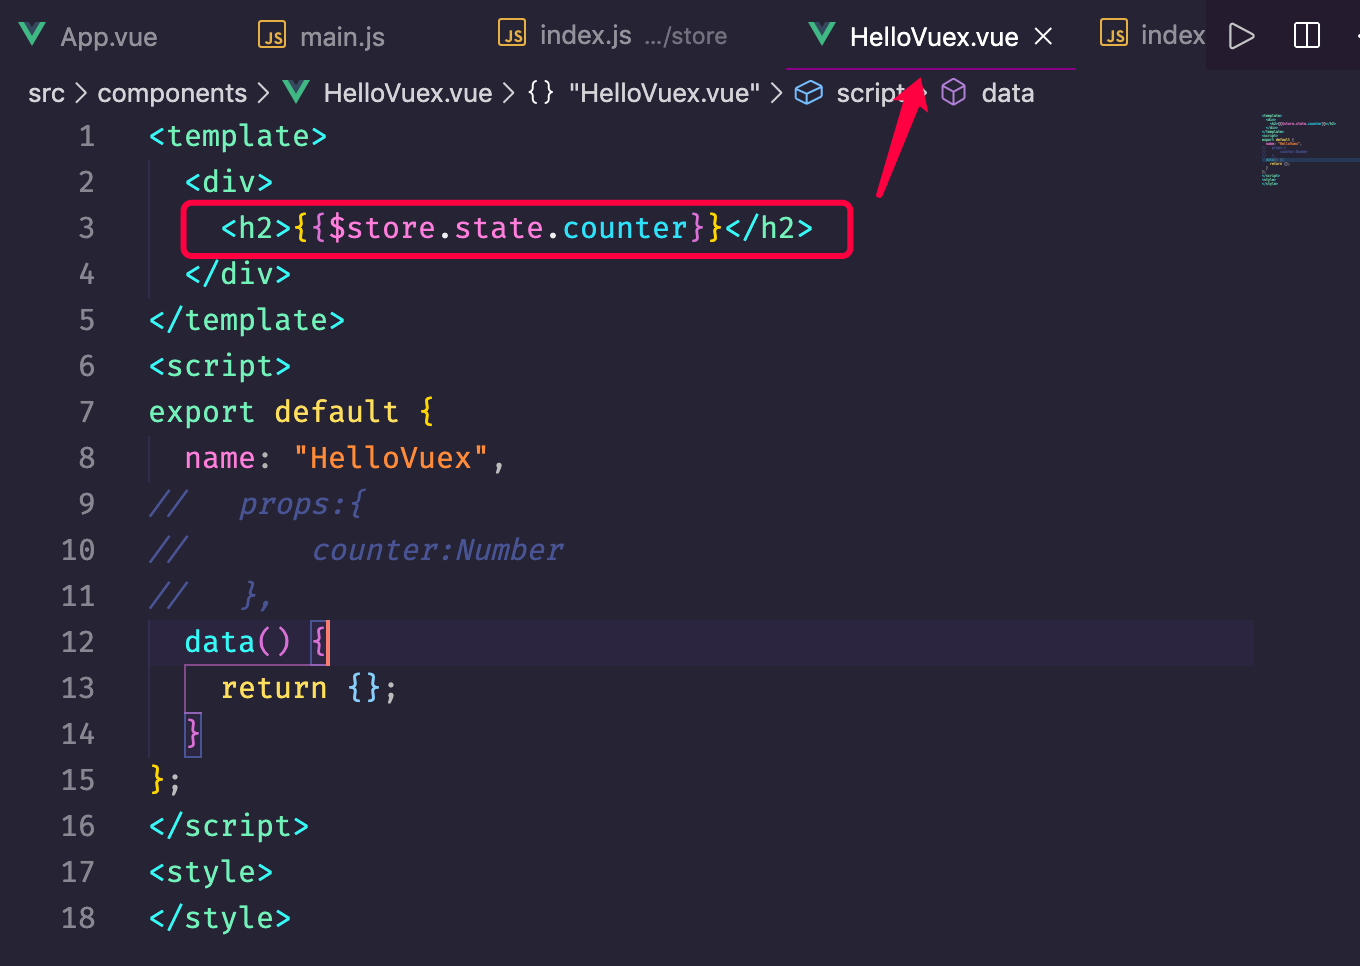 App.vue JS main.js JS index.js .../store HelloVuex.vue JS index
src > components > HelloVuex.vue > {} "HelloVuex.vue" > script > data
1 <template>
2 <div>
3 <h2>{{$store.state.counter}}</h2>
4 </div>
5 </template>
6 <script>
7 export default {
8 name: "HelloVuex",
9 // props:{
10 // counter:Number
11 // },
12 data() {
13 return {};
14 }
15 };
16 </script>
17 <style>
18 </style>